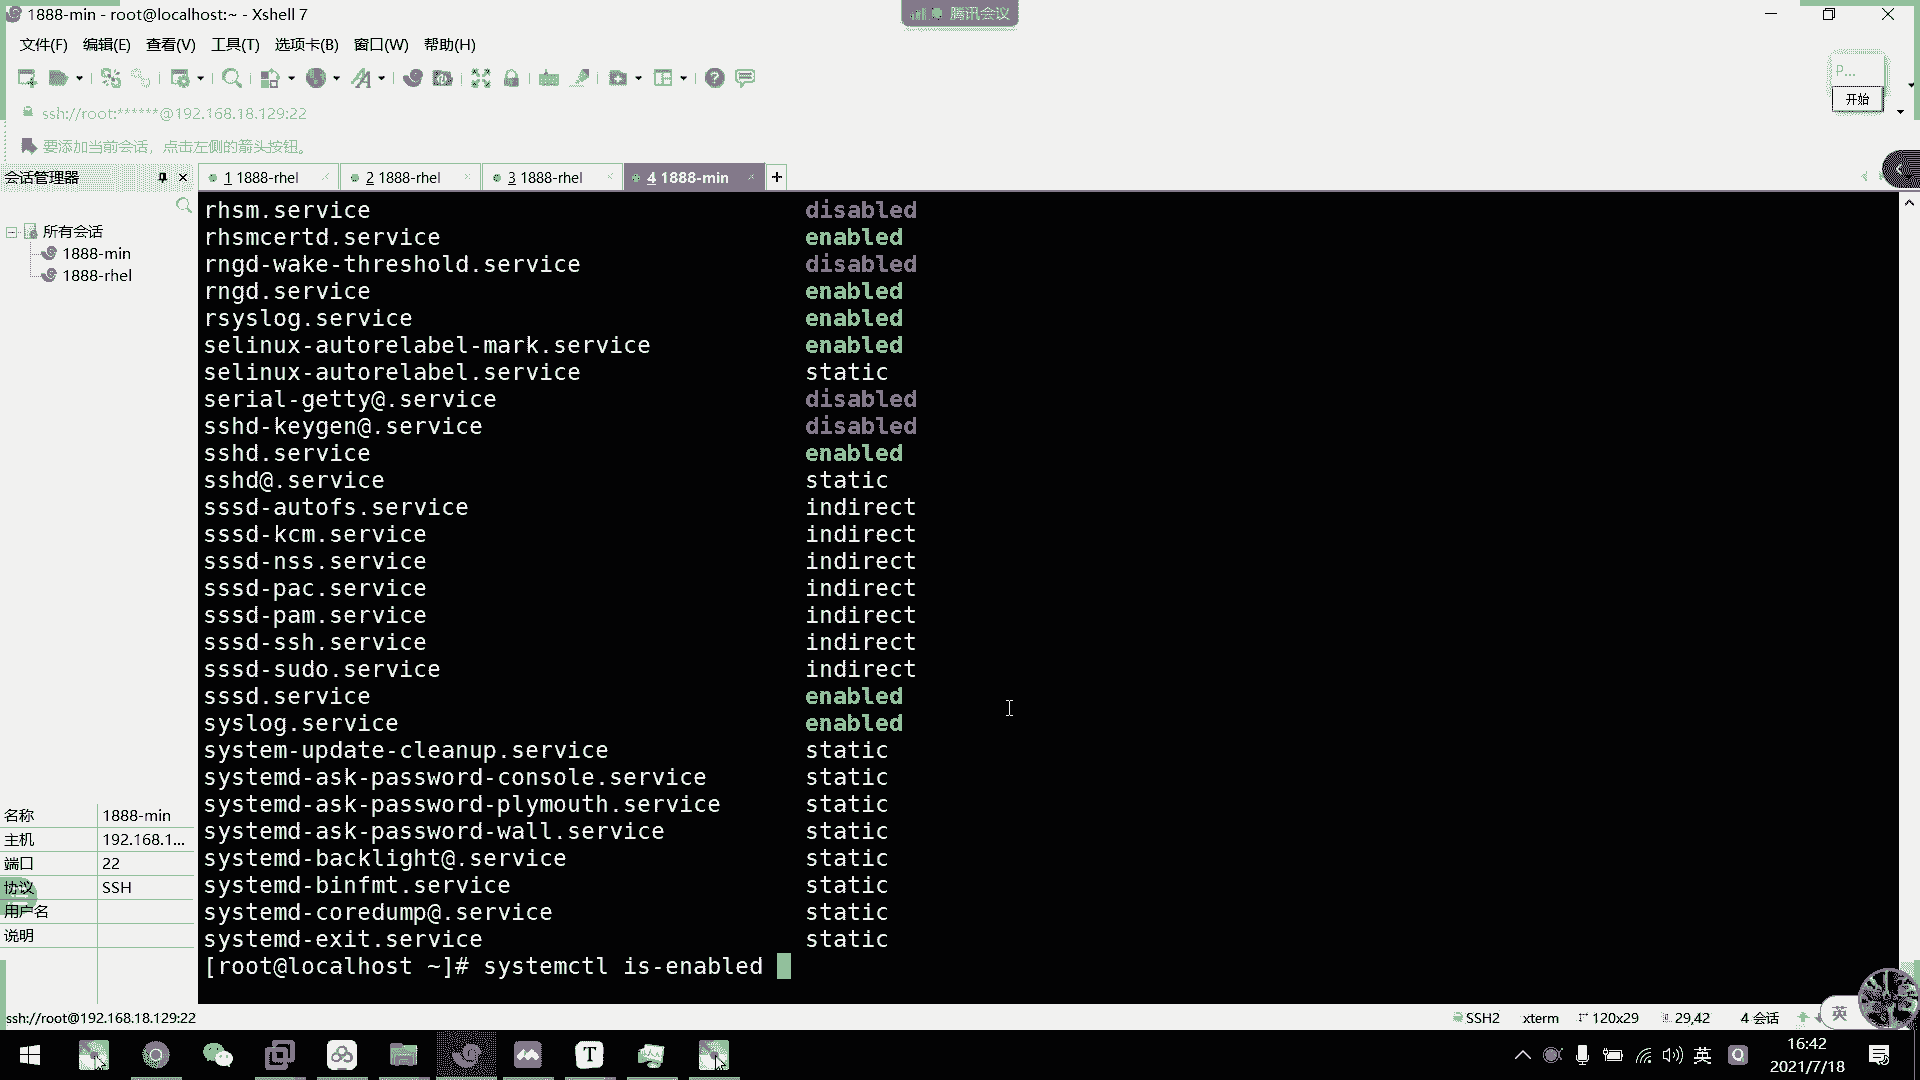 1888-min - root@localhost:~ - Xshell 7
腾讯会议
文件(F) 编辑(E) 查看(V) 工具(T) 选项卡(B) 窗口(W) 帮助(H)
P...
开始
ssh://root:******@192.168.18.129:22
要添加当前会话，点击左侧的箭头按钮。
会话管理器
1 1888-rhel
2 1888-rhel
3 1888-rhel
4 1888-min
所有会话
1888-min
1888-rhel
rhsm.service disabled
rhsmcertd.service enabled
rngd-wake-threshold.service disabled
rngd.service enabled
rsyslog.service enabled
selinux-autorelabel-mark.service enabled
selinux-autorelabel.service static
serial-getty@.service disabled
sshd-keygen@.service disabled
sshd.service enabled
sshd@.service static
sssd-autofs.service indirect
sssd-kcm.service indirect
sssd-nss.service indirect
sssd-pac.service indirect
sssd-pam.service indirect
sssd-ssh.service indirect
sssd-sudo.service indirect
sssd.service enabled
syslog.service enabled
system-update-cleanup.service static
systemd-ask-password-console.service static
systemd-ask-password-plymouth.service static
systemd-ask-password-wall.service static
systemd-backlight@.service static
systemd-binfmt.service static
systemd-coredump@.service static
systemd-exit.service static
[root@localhost ~]# systemctl is-enabled
名称 1888-min
主机 192.168.1...
端口 22
协议 SSH
用户名
说明
ssh://root@192.168.18.129:22
SSH2 xterm 120x29 29,42 4 会话
英
T
英
16:42
2021/7/18